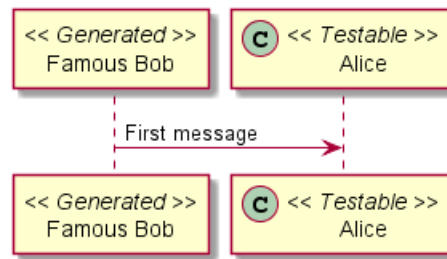 << Generated >>
Famous Bob
C << Testable >>
Alice
First message
<< Generated >>
Famous Bob
C << Testable >>
Alice